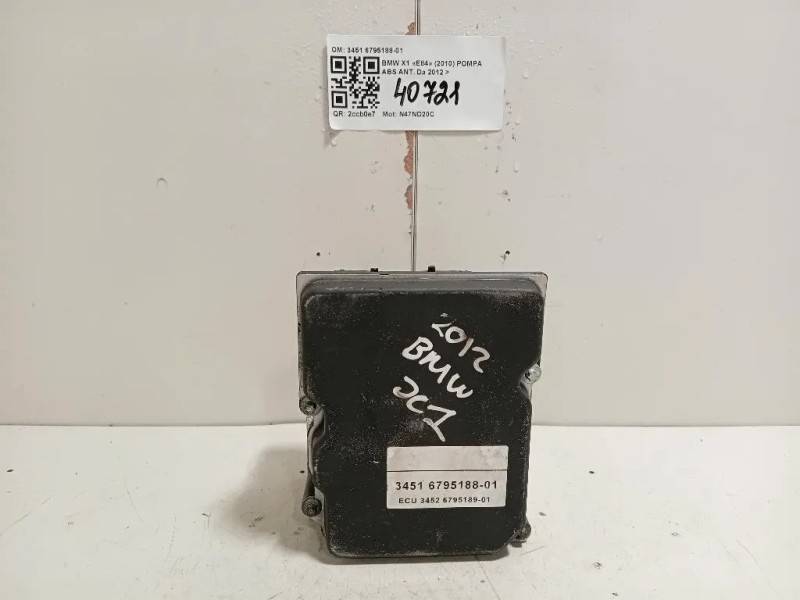 OM: 3451 6795188-01
BMW X1 «E84» (2010) POMPA
ABS ANT. Da 2012 >
40721
QR: 2ccb0e7 Mot: N47ND20C
2012
BMW
3451 6795188-01
ECU 3452 6795189-01